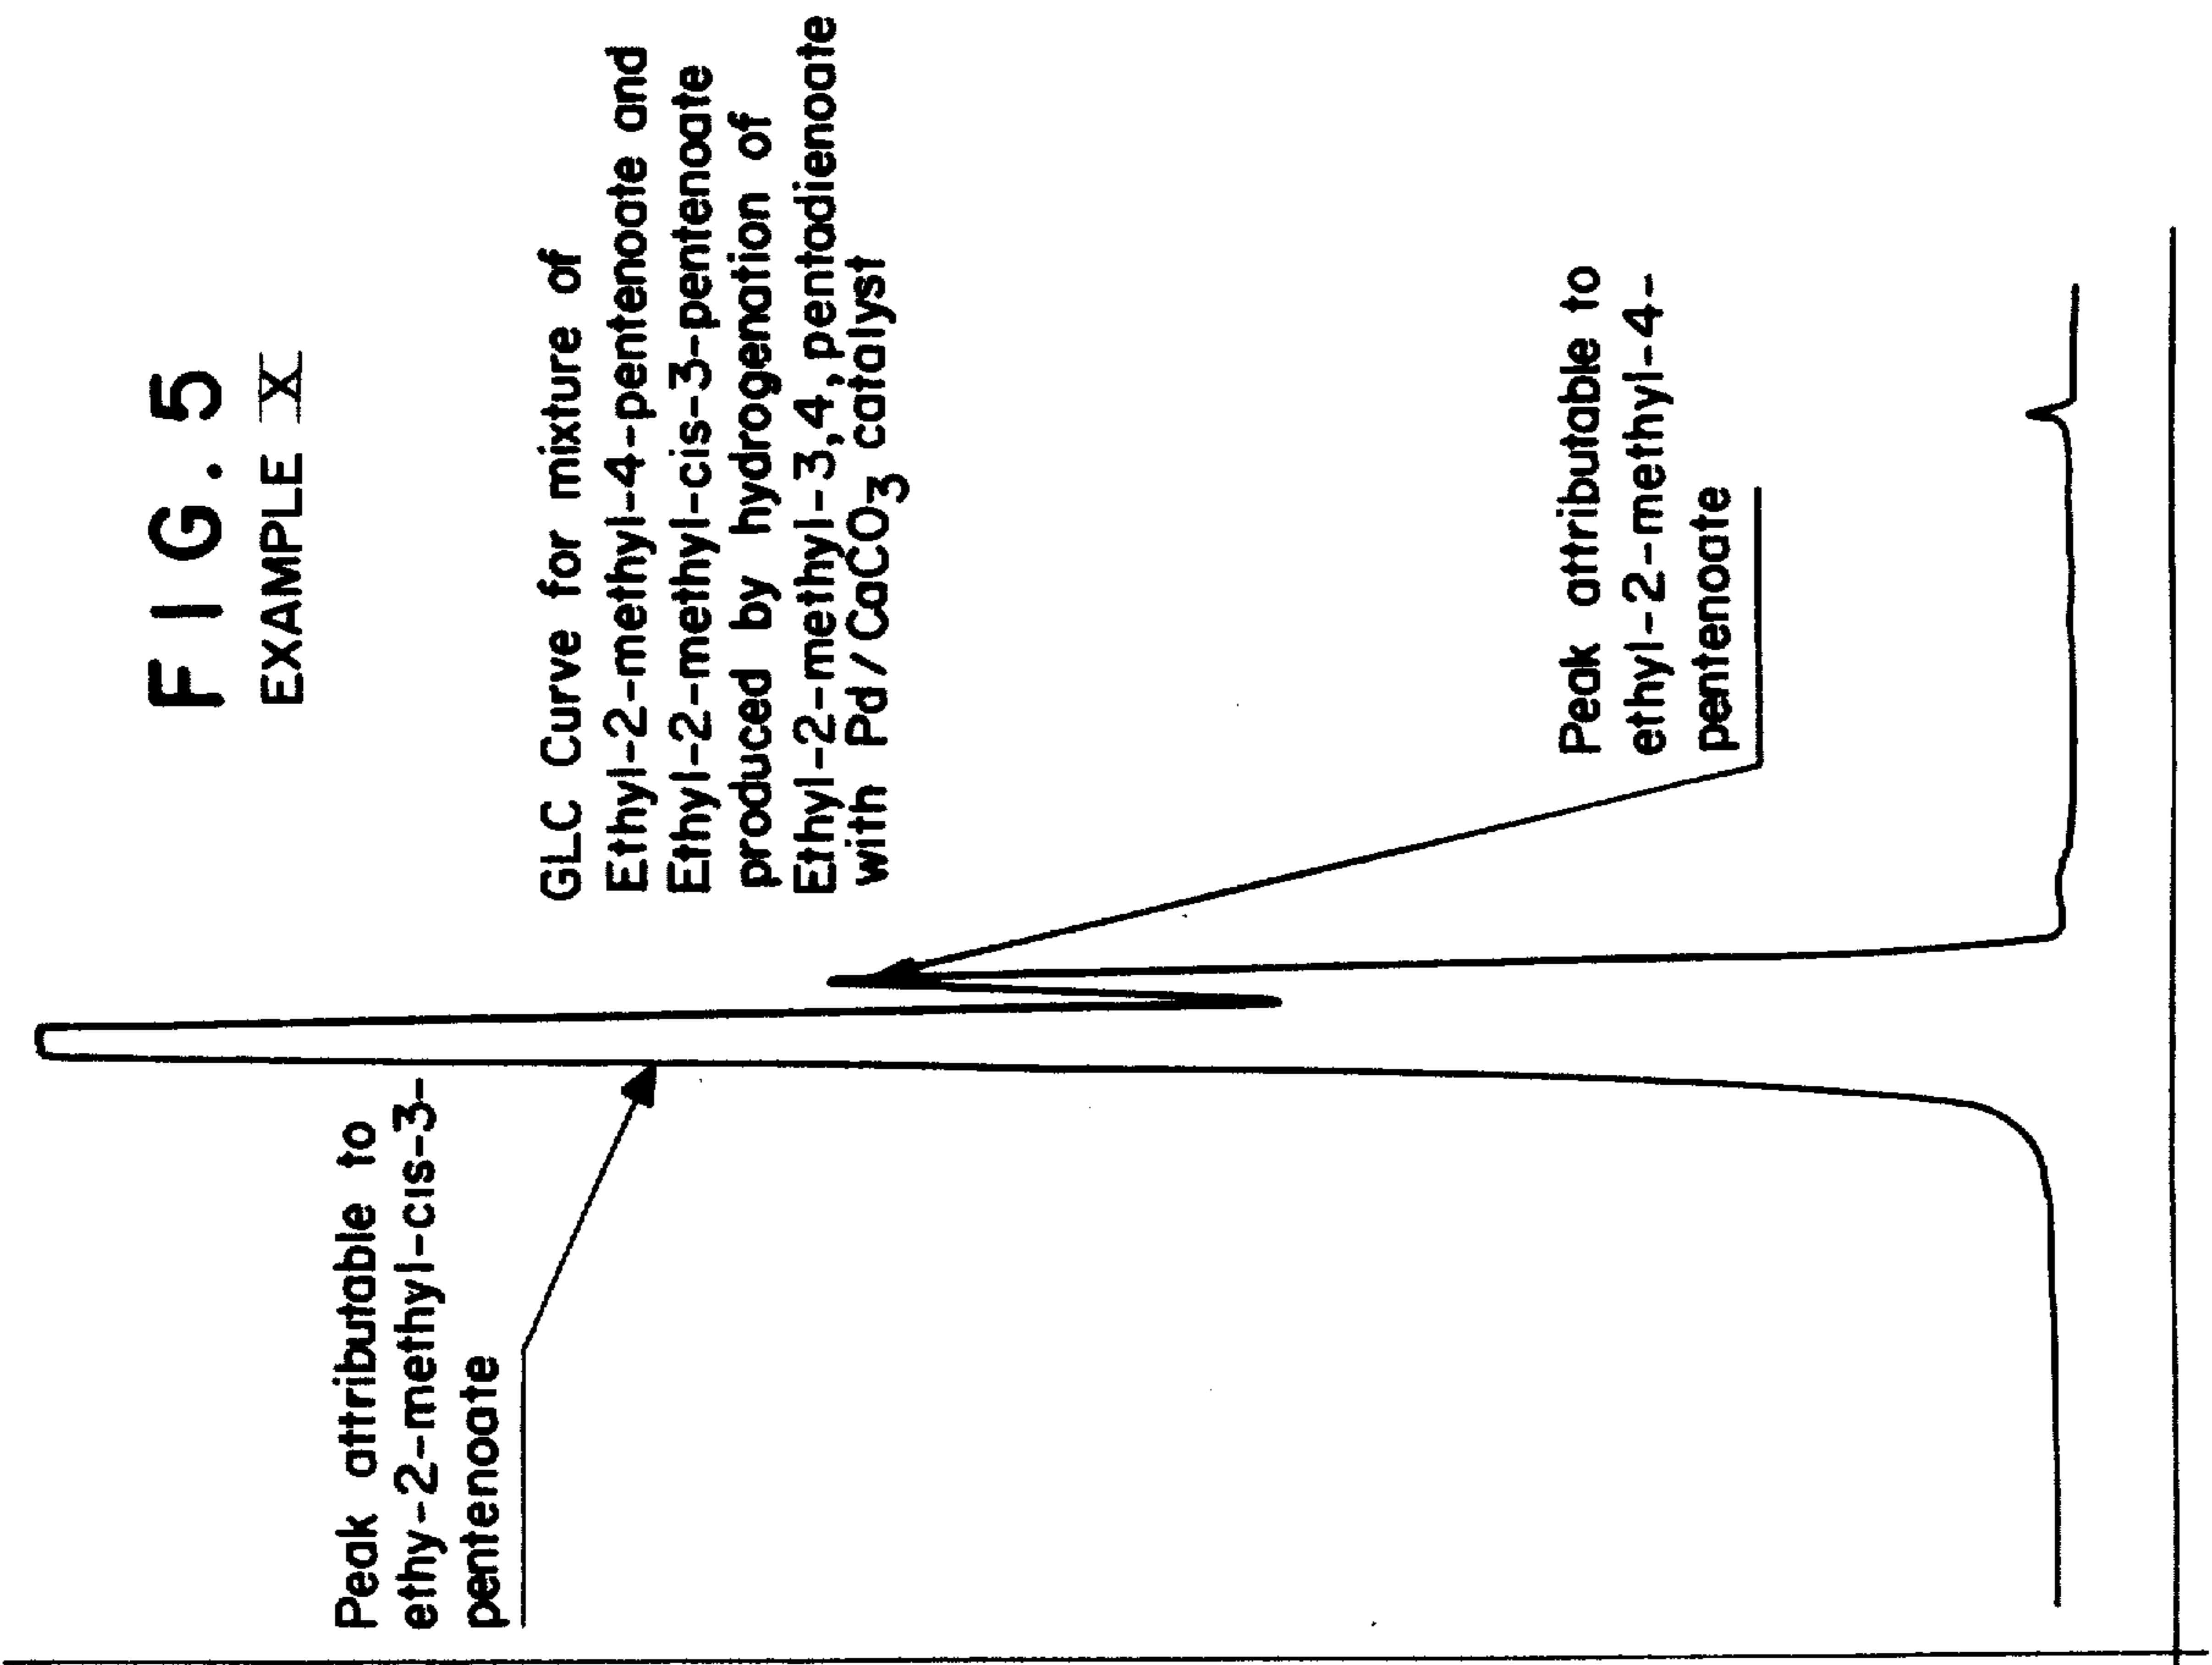 FIG. 5
EXAMPLE X
GLC Curve for mixture of
Ethyl-2-methyl-4-pentenoate and
Ethyl-2-methyl-cis-3-pentenoate
produced by hydrogenation of
Ethyl-2-methyl-3,4,pentadienoate
with Pd/CaCO3 catalyst
Peak attributable to
ethy-2-methyl-cis-3-
pentenoate
Peak attributable to
ethyl-2-methyl-4-
pentenoate